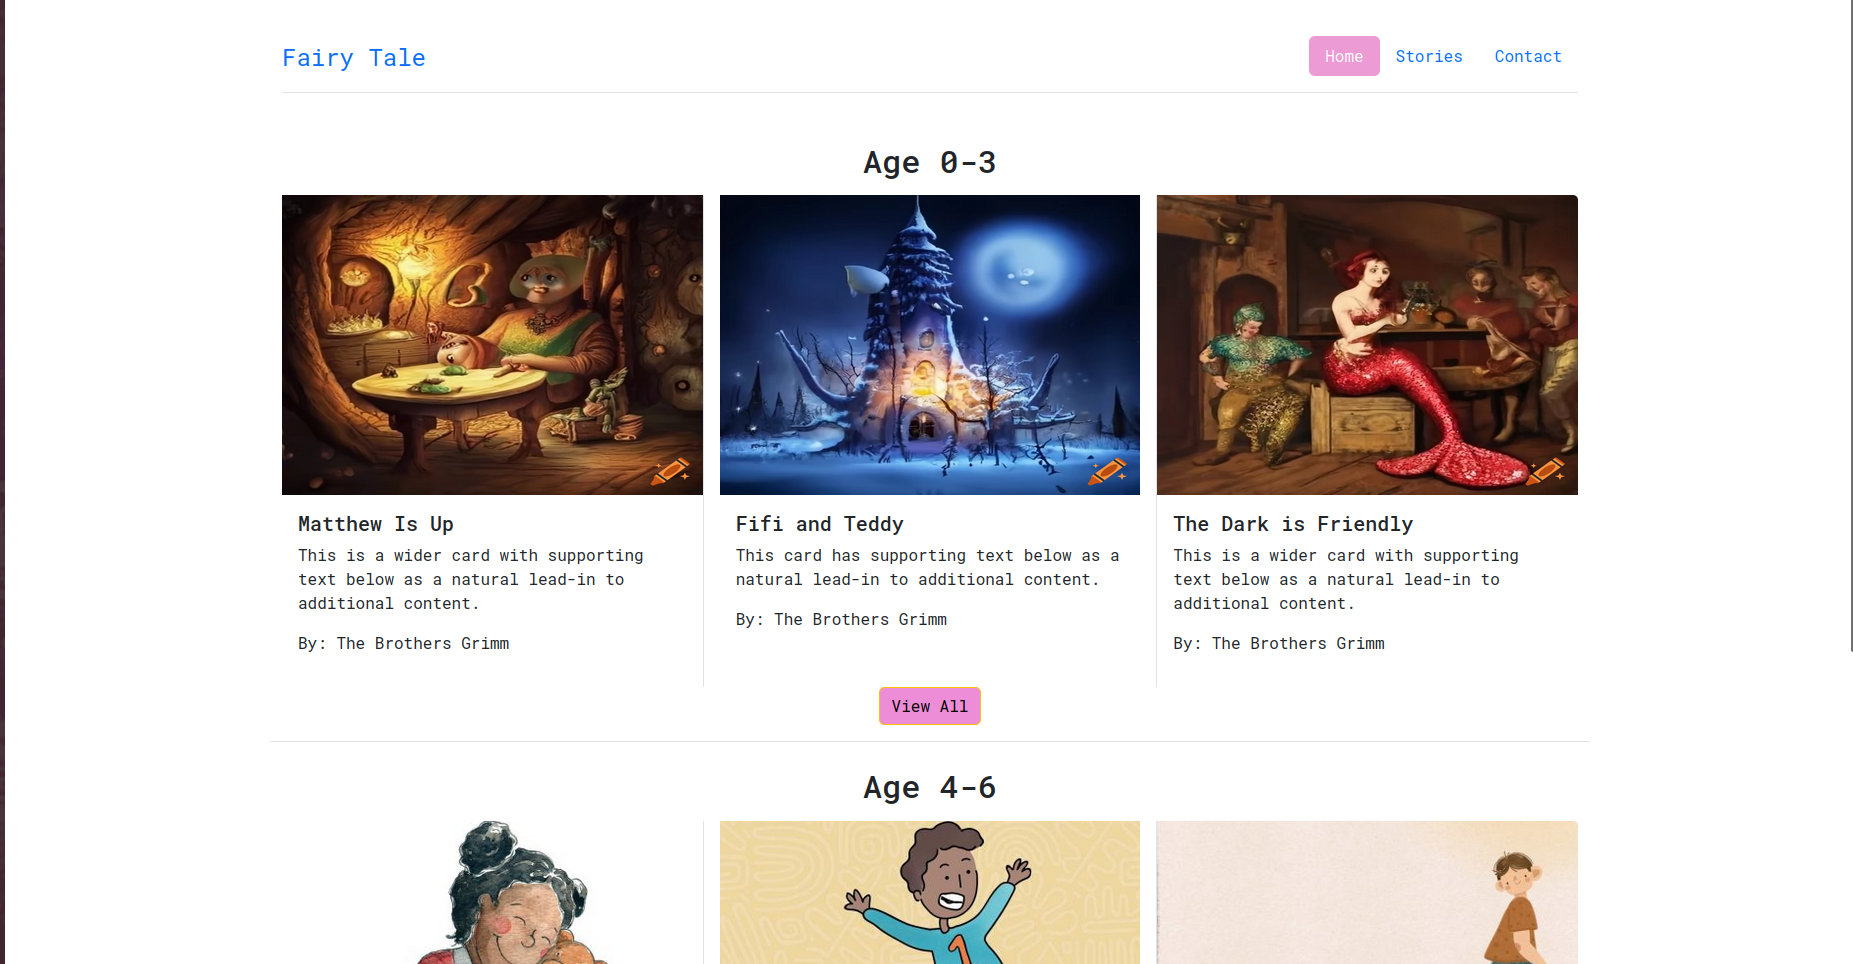 Fairy Tale
Home Stories Contact
Age 0-3
Matthew Is Up
This is a wider card with supporting
text below as a natural lead-in to
additional content.
By: The Brothers Grimm
Fifi and Teddy
This card has supporting text below as a
natural lead-in to additional content.
By: The Brothers Grimm
The Dark is Friendly
This is a wider card with supporting
text below as a natural lead-in to
additional content.
By: The Brothers Grimm
View All
Age 4-6